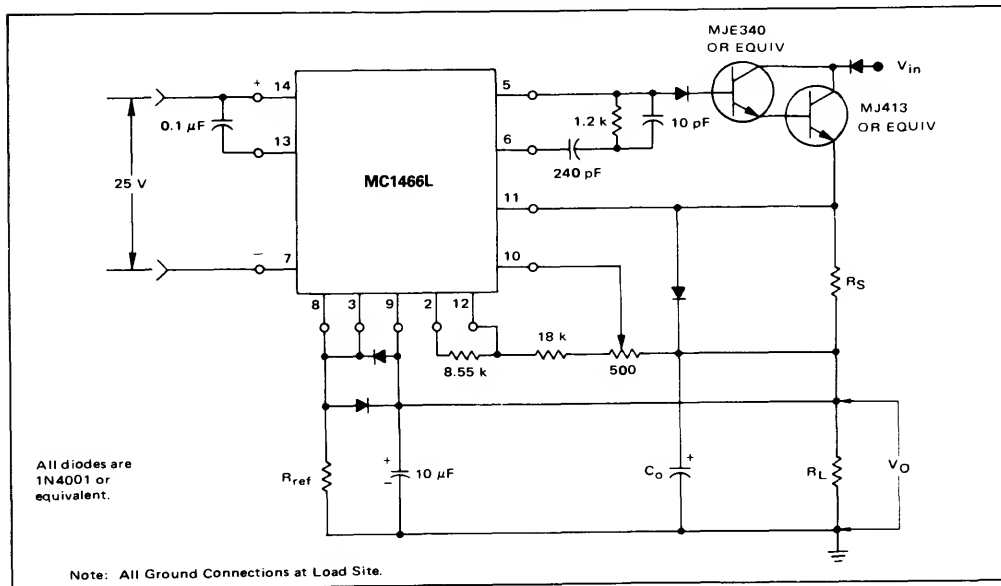 MJE340
OR EQUIV
Vin
MJ413
OR EQUIV
+
14
5
0.1 μF
1.2 k
10 pF
13
6
240 pF
MC1466L
25 V
11
−
7
10
RS
8
3
9
2
12
18 k
8.55 k
500
All diodes are
1N4001 or
equivalent.
Rref
+
−
10 μF
Co
+
RL
VO
Note: All Ground Connections at Load Site.